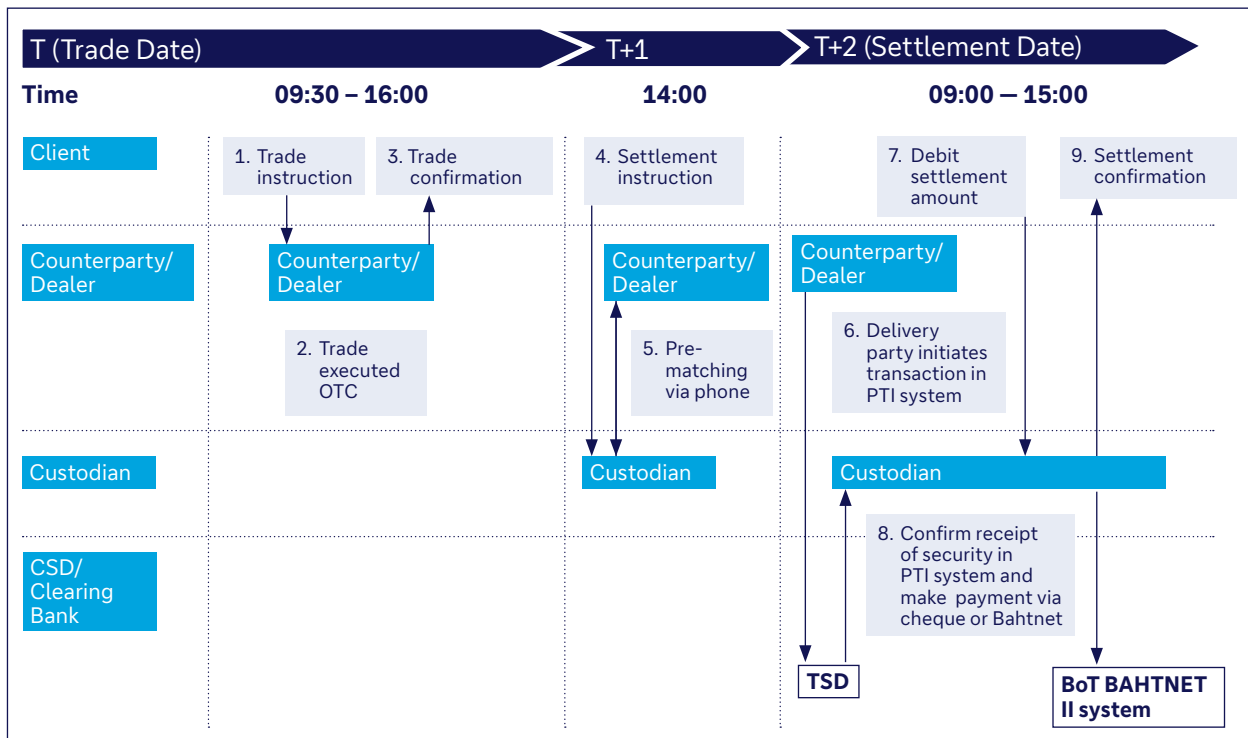 T (Trade Date)
T+1
T+2 (Settlement Date)
Time
09:30 – 16:00
14:00
09:00 — 15:00
Client
1. Trade
instruction
3. Trade
confirmation
4. Settlement
instruction
7. Debit
settlement
amount
9. Settlement
confirmation
Counterparty/
Dealer
Counterparty/
Dealer
Counterparty/
Dealer
Counterparty/
Dealer
2. Trade
executed
OTC
5. Pre-
matching
via phone
6. Delivery
party initiates
transaction in
PTI system
Custodian
Custodian
Custodian
CSD/
Clearing
Bank
8. Confirm receipt
of security in
PTI system and
make payment via
cheque or Bahtnet
TSD
BoT BAHTNET
II system